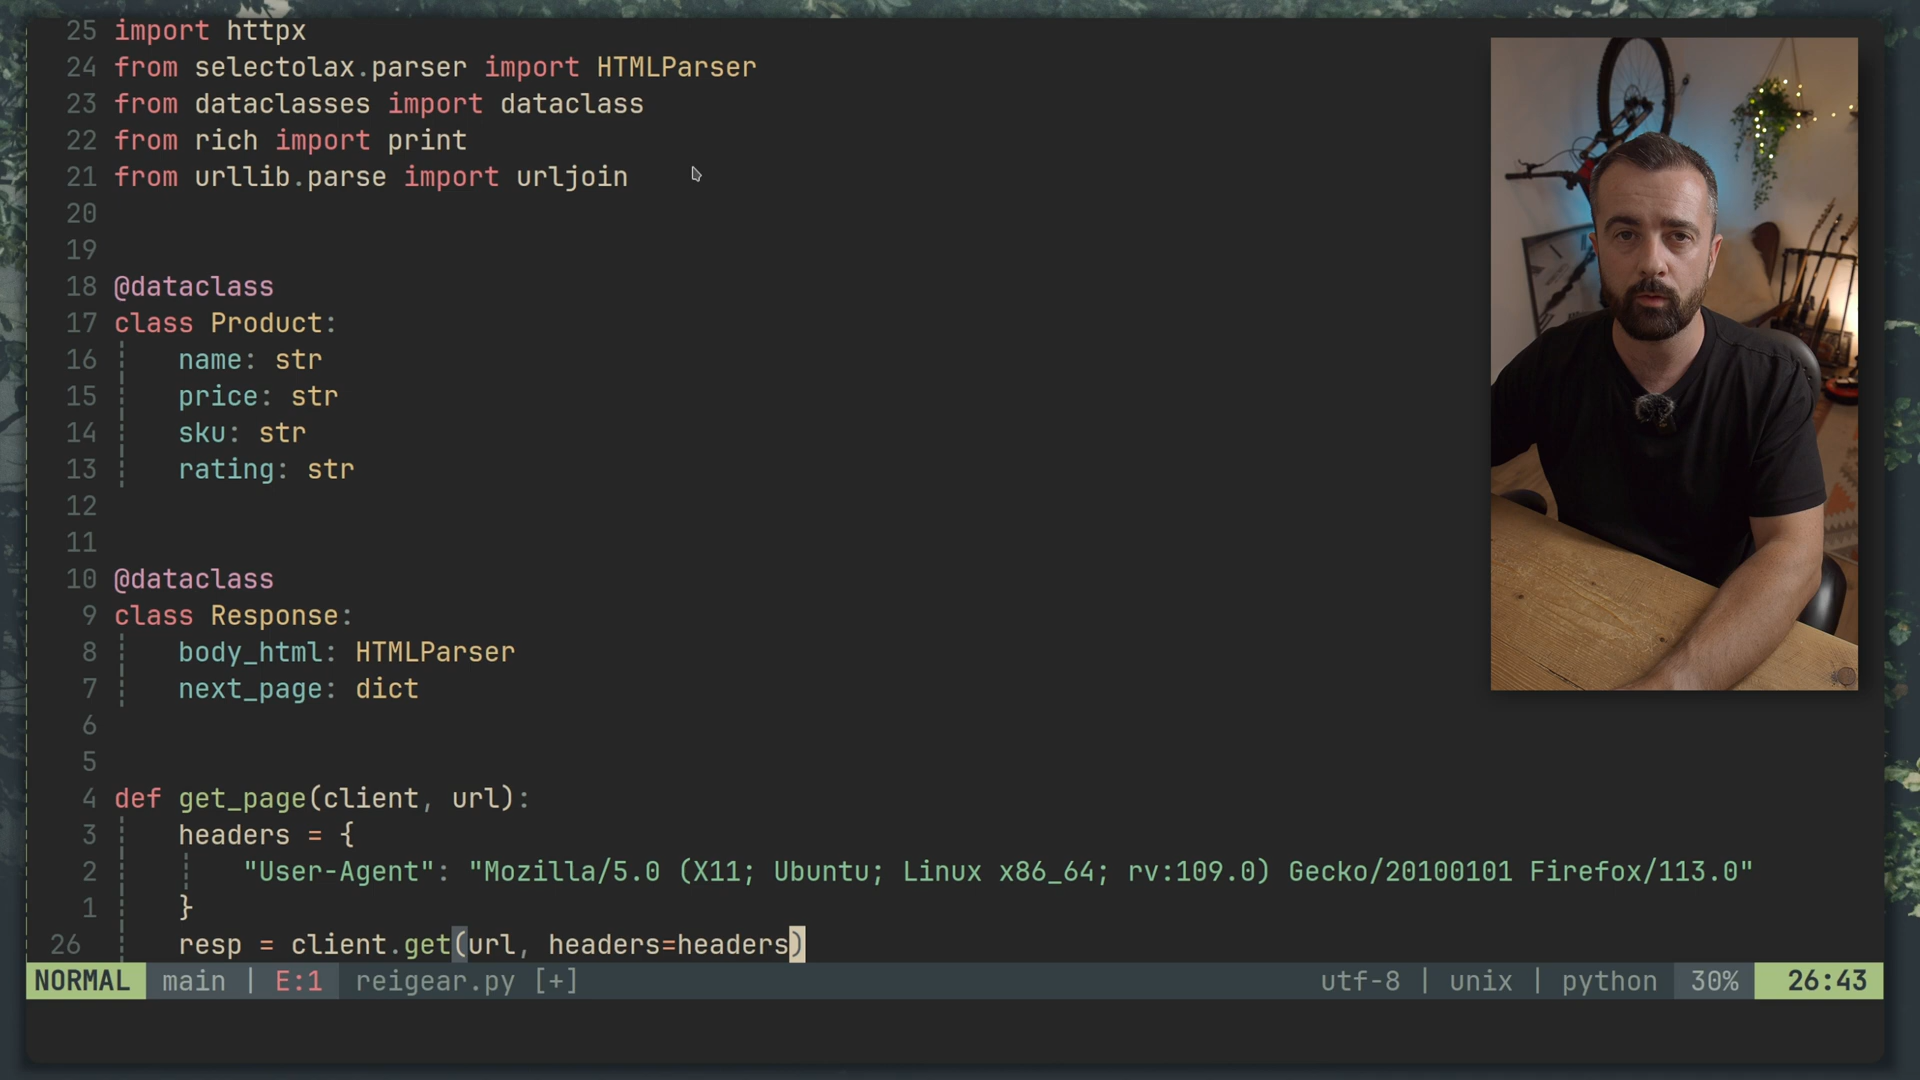 25 import httpx
24 from selectolax.parser import HTMLParser
23 from dataclasses import dataclass
22 from rich import print
21 from urllib.parse import urljoin
20
19
18 @dataclass
17 class Product:
16 name: str
15 price: str
14 sku: str
13 rating: str
12
11
10 @dataclass
9 class Response:
8 body_html: HTMLParser
7 next_page: dict
6
5
4 def get_page(client, url):
3 headers = {
2 "User-Agent": "Mozilla/5.0 (X11; Ubuntu; Linux x86_64; rv:109.0) Gecko/20100101 Firefox/113.0"
1 }
26 resp = client.get(url, headers=headers)
NORMAL main | E:1 reigear.py [+] utf-8 | unix | python 30% 26:43